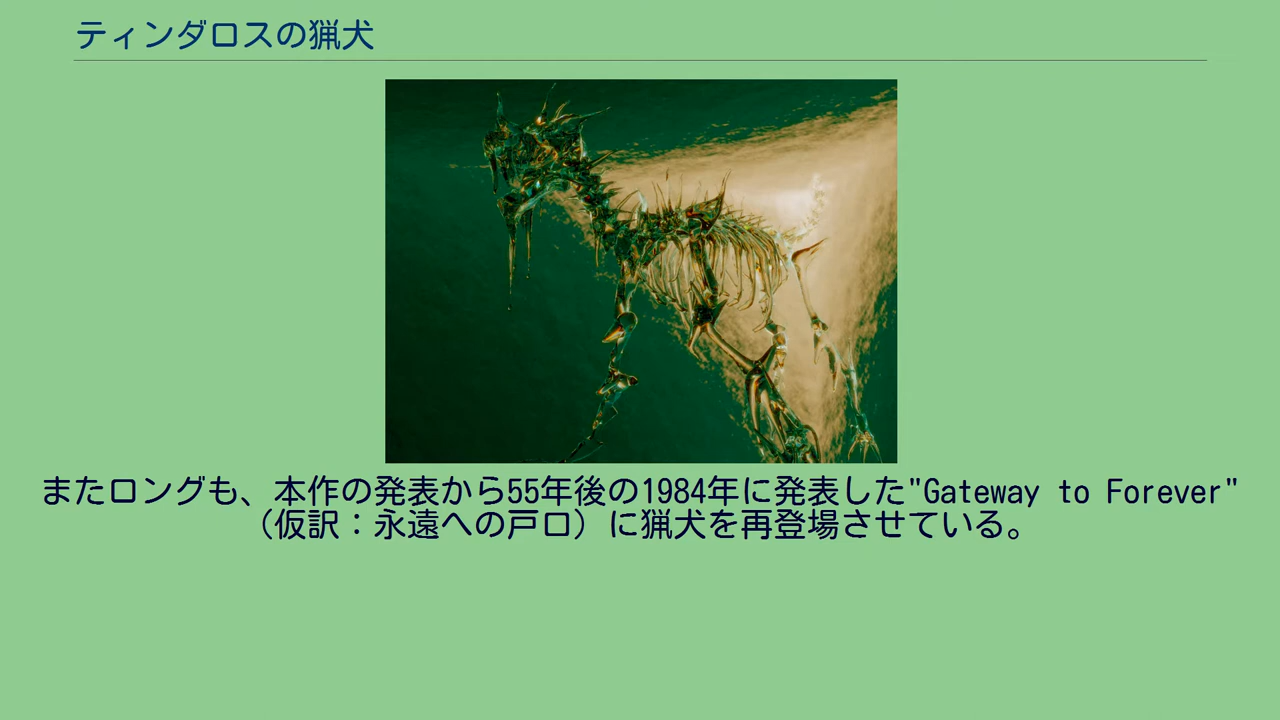 ティンダロスの猟犬
またロングも、本作の発表から55年後の1984年に発表した"Gateway to Forever"
（仮訳：永遠への戸口）に猟犬を再登場させている。